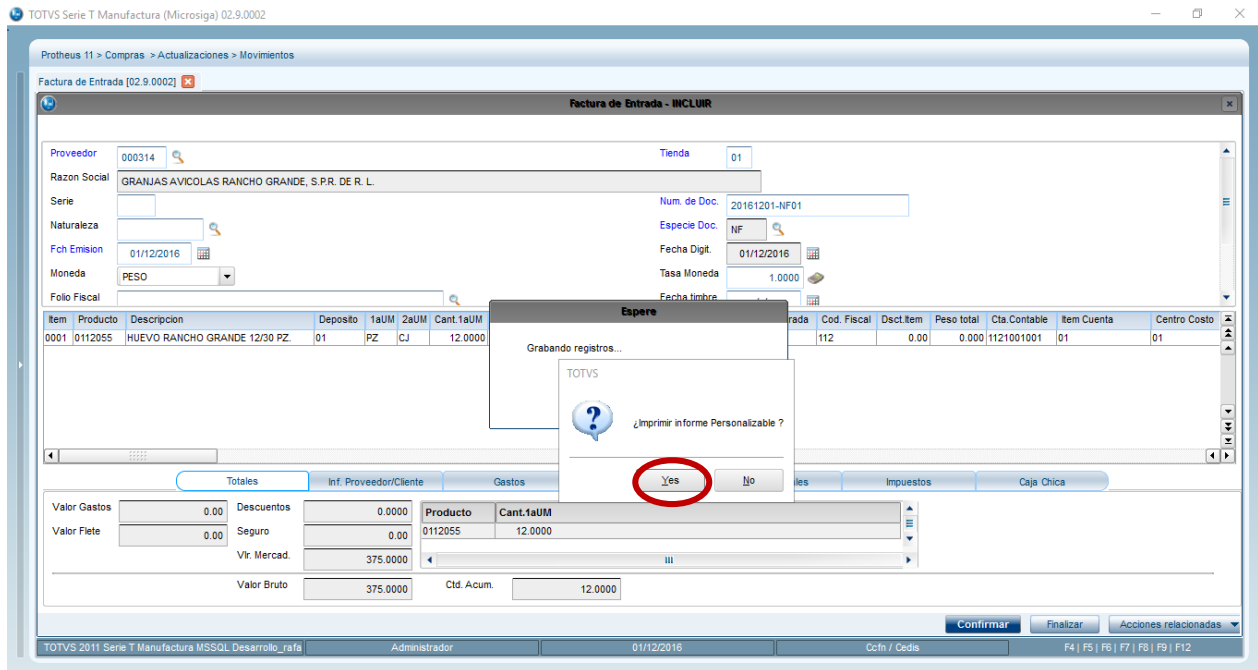 TOTVS Serie T Manufactura (Microsiga) 02.9.0002
Protheus 11 > Compras > Actualizaciones > Movimientos
Factura de Entrada [02.9.0002]
Factura de Entrada - INCLUIR
Proveedor 000314 Tienda 01
Razon Social GRANJAS AVICOLAS RANCHO GRANDE, S.P.R. DE R. L.
Serie Num. de Doc. 20161201-NF01
Naturaleza Especie Doc. NF
Fch Emision 01/12/2016 Fecha Digit. 01/12/2016
Moneda PESO Tasa Moneda 1.0000
Folio Fiscal Fecha timbre
Item Producto Descripcion Deposito 1aUM 2aUM Cant.1aUM rada Cod. Fiscal Dsct.Item Peso total Cta.Contable Item Cuenta Centro Costo
0001 0112055 HUEVO RANCHO GRANDE 12/30 PZ. 01 PZ CJ 12.0000 112 0.00 0.000 1121001001 01 01
Espere
Grabando registros...
TOTVS
¿Imprimir informe Personalizable ?
Yes No
Totales Inf. Proveedor/Cliente Gastos les Impuestos Caja Chica
Valor Gastos 0.00 Descuentos 0.0000 Producto Cant.1aUM
Valor Flete 0.00 Seguro 0.00 0112055 12.0000
Vlr. Mercad. 375.0000
Valor Bruto 375.0000 Ctd. Acum. 12.0000
Confirmar Finalizar Acciones relacionadas
TOTVS 2011 Serie T Manufactura MSSQL Desarrollo_rafa Administrador 01/12/2016 Ccfn / Cedis F4 | F5 | F6 | F7 | F8 | F9 | F12